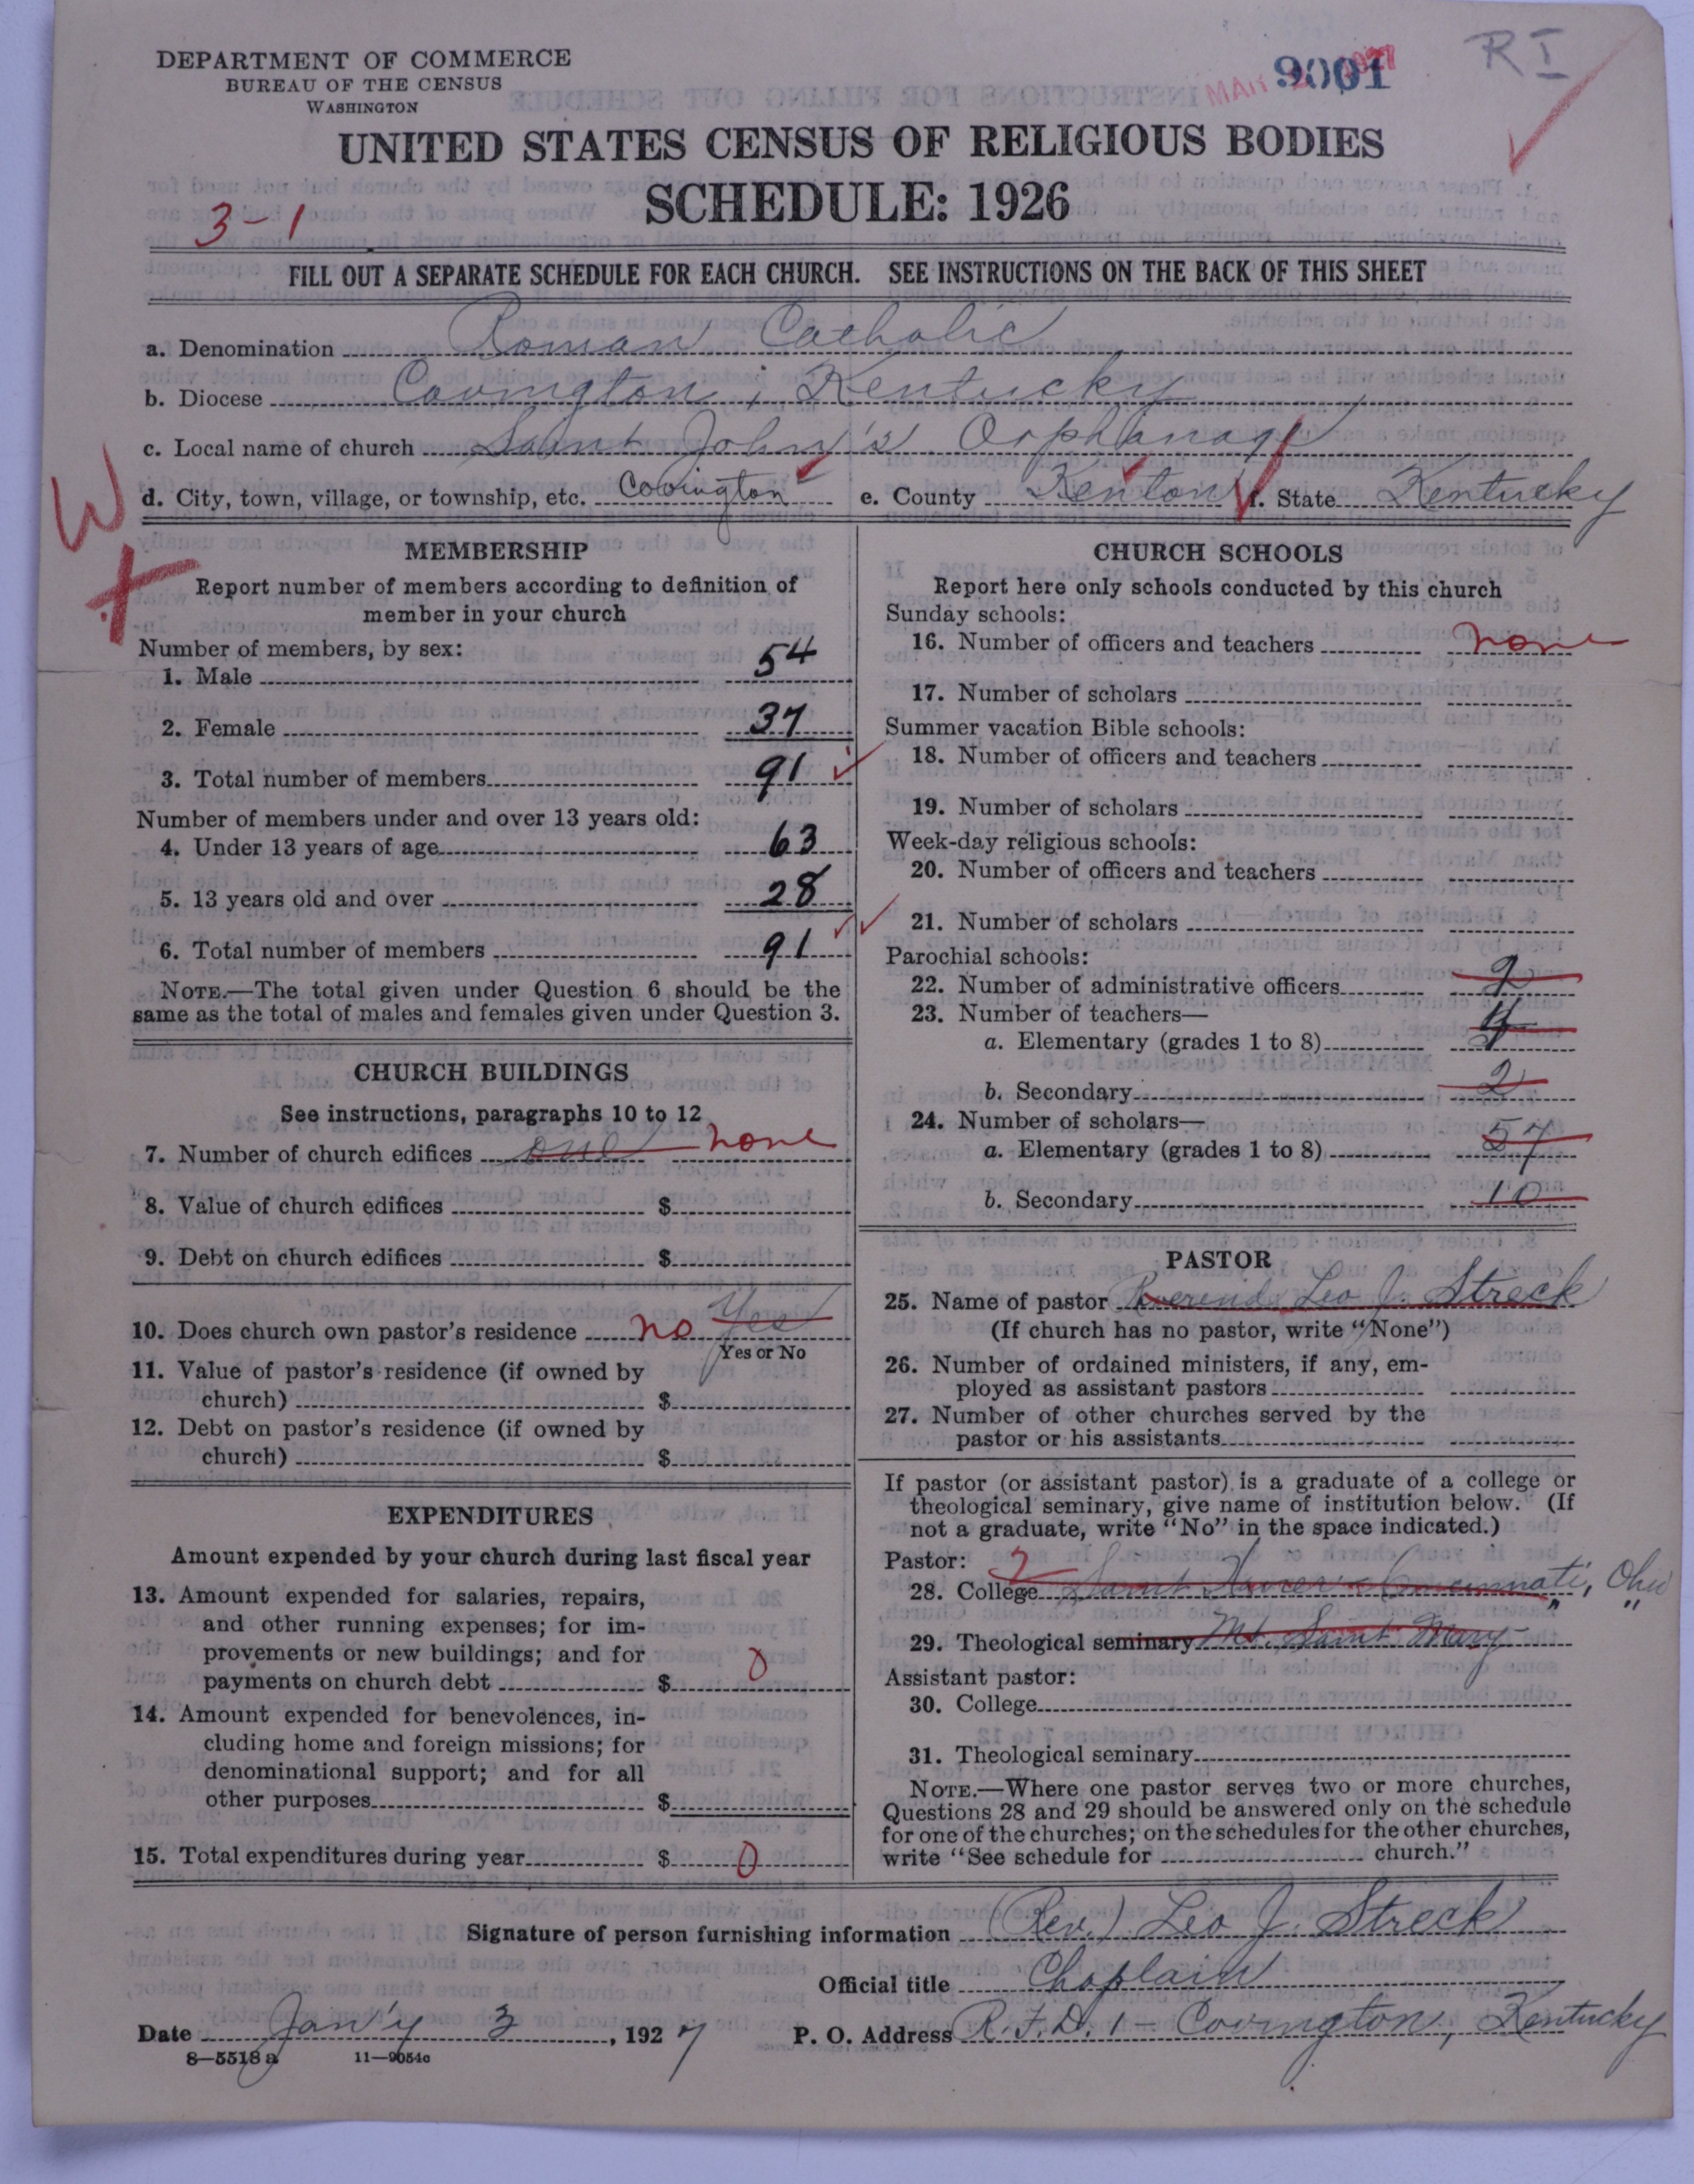 DEPARTMENT OF COMMERCE
BUREAU OF THE CENSUS
WASHINGTON
9001
R I
UNITED STATES CENSUS OF RELIGIOUS BODIES
SCHEDULE: 1926
3-1
FILL OUT A SEPARATE SCHEDULE FOR EACH CHURCH. SEE INSTRUCTIONS ON THE BACK OF THIS SHEET
a. Denomination Roman Catholic
b. Diocese Covington, Kentucky
c. Local name of church Saint John's Orphanage
d. City, town, village, or township, etc. Covington e. County Kenton f. State Kentucky
W
MEMBERSHIP
Report number of members according to definition of
member in your church
Number of members, by sex:
1. Male 54
2. Female 37
3. Total number of members 91
Number of members under and over 13 years old:
4. Under 13 years of age 63
5. 13 years old and over 28
6. Total number of members 91
NOTE.—The total given under Question 6 should be the
same as the total of males and females given under Question 3.
CHURCH BUILDINGS
See instructions, paragraphs 10 to 12
7. Number of church edifices one none
8. Value of church edifices $
9. Debt on church edifices $
10. Does church own pastor's residence no Yes
Yes or No
11. Value of pastor's residence (if owned by
church) $
12. Debt on pastor's residence (if owned by
church) $
EXPENDITURES
Amount expended by your church during last fiscal year
13. Amount expended for salaries, repairs,
and other running expenses; for im-
provements or new buildings; and for
payments on church debt $ 0
14. Amount expended for benevolences, in-
cluding home and foreign missions; for
denominational support; and for all
other purposes $
15. Total expenditures during year $ 0
CHURCH SCHOOLS
Report here only schools conducted by this church
Sunday schools:
16. Number of officers and teachers none
17. Number of scholars
Summer vacation Bible schools:
18. Number of officers and teachers
19. Number of scholars
Week-day religious schools:
20. Number of officers and teachers
21. Number of scholars
Parochial schools:
22. Number of administrative officers 2
23. Number of teachers—
a. Elementary (grades 1 to 8) 4
b. Secondary 2
24. Number of scholars—
a. Elementary (grades 1 to 8) 57
b. Secondary 10
PASTOR
25. Name of pastor Reverend Leo J. Streck
(If church has no pastor, write "None")
26. Number of ordained ministers, if any, em-
ployed as assistant pastors
27. Number of other churches served by the
pastor or his assistants
If pastor (or assistant pastor) is a graduate of a college or
theological seminary, give name of institution below. (If
not a graduate, write "No" in the space indicated.)
Pastor: 2
28. College Saint Xavier Cincinnati, Ohio
29. Theological seminary Mt. Saint Mary " "
Assistant pastor:
30. College
31. Theological seminary
NOTE.—Where one pastor serves two or more churches,
Questions 28 and 29 should be answered only on the schedule
for one of the churches; on the schedules for the other churches,
write "See schedule for church."
Signature of person furnishing information (Rev.) Leo J. Streck
Official title Chaplain
Date Jan'y 3, 1927 P. O. Address R.F.D. 1 - Covington, Kentucky
8—5518 a 11—9054c